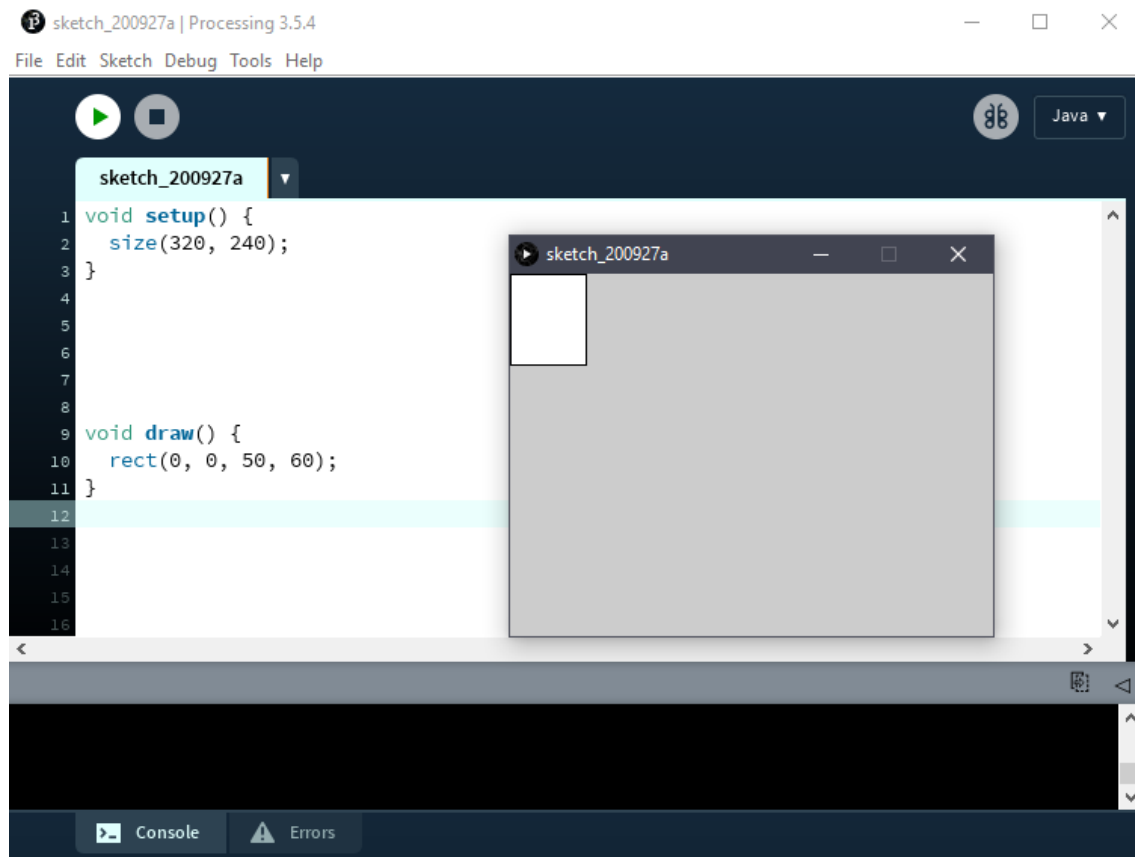 sketch_200927a | Processing 3.5.4
File Edit Sketch Debug Tools Help
Java ▼
sketch_200927a ▼
1 void setup() {
2 size(320, 240);
3 }
4
5
6
7
8
9 void draw() {
10 rect(0, 0, 50, 60);
11 }
12
13
14
15
16
sketch_200927a
Console
Errors